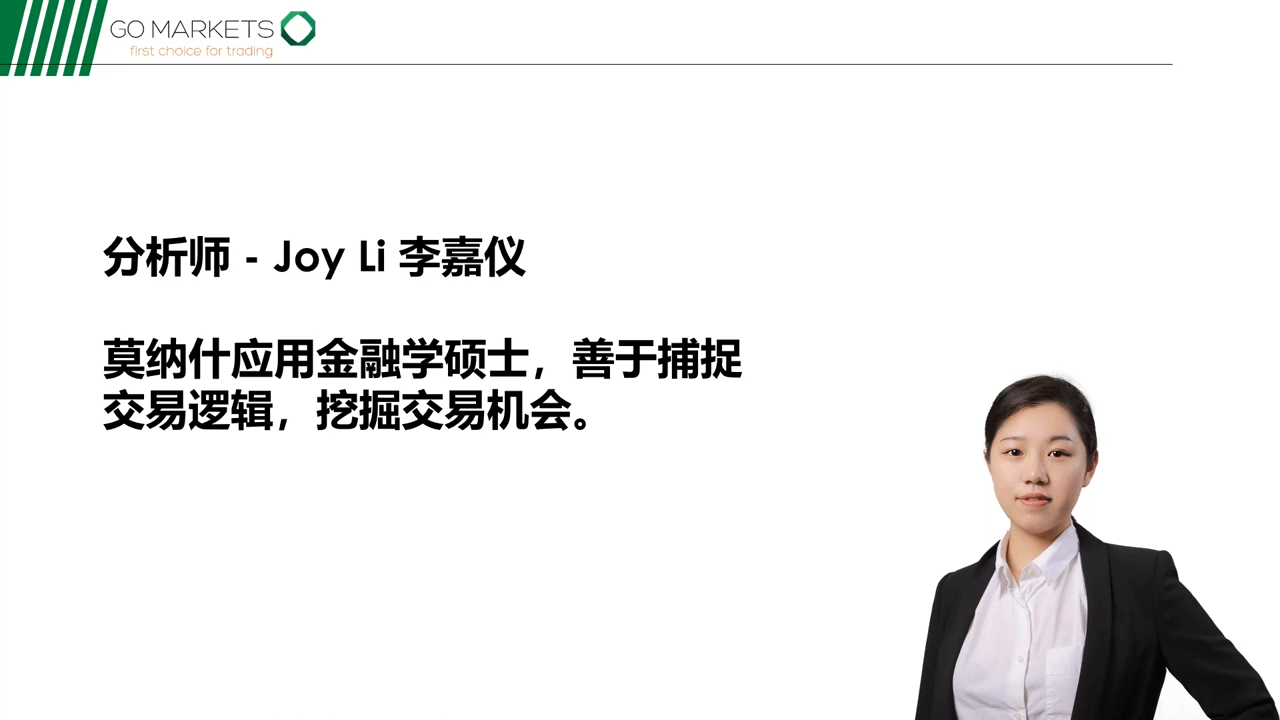 GO MARKETS
first choice for trading
分析师 - Joy Li 李嘉仪
莫纳什应用金融学硕士，善于捕捉
交易逻辑，挖掘交易机会。